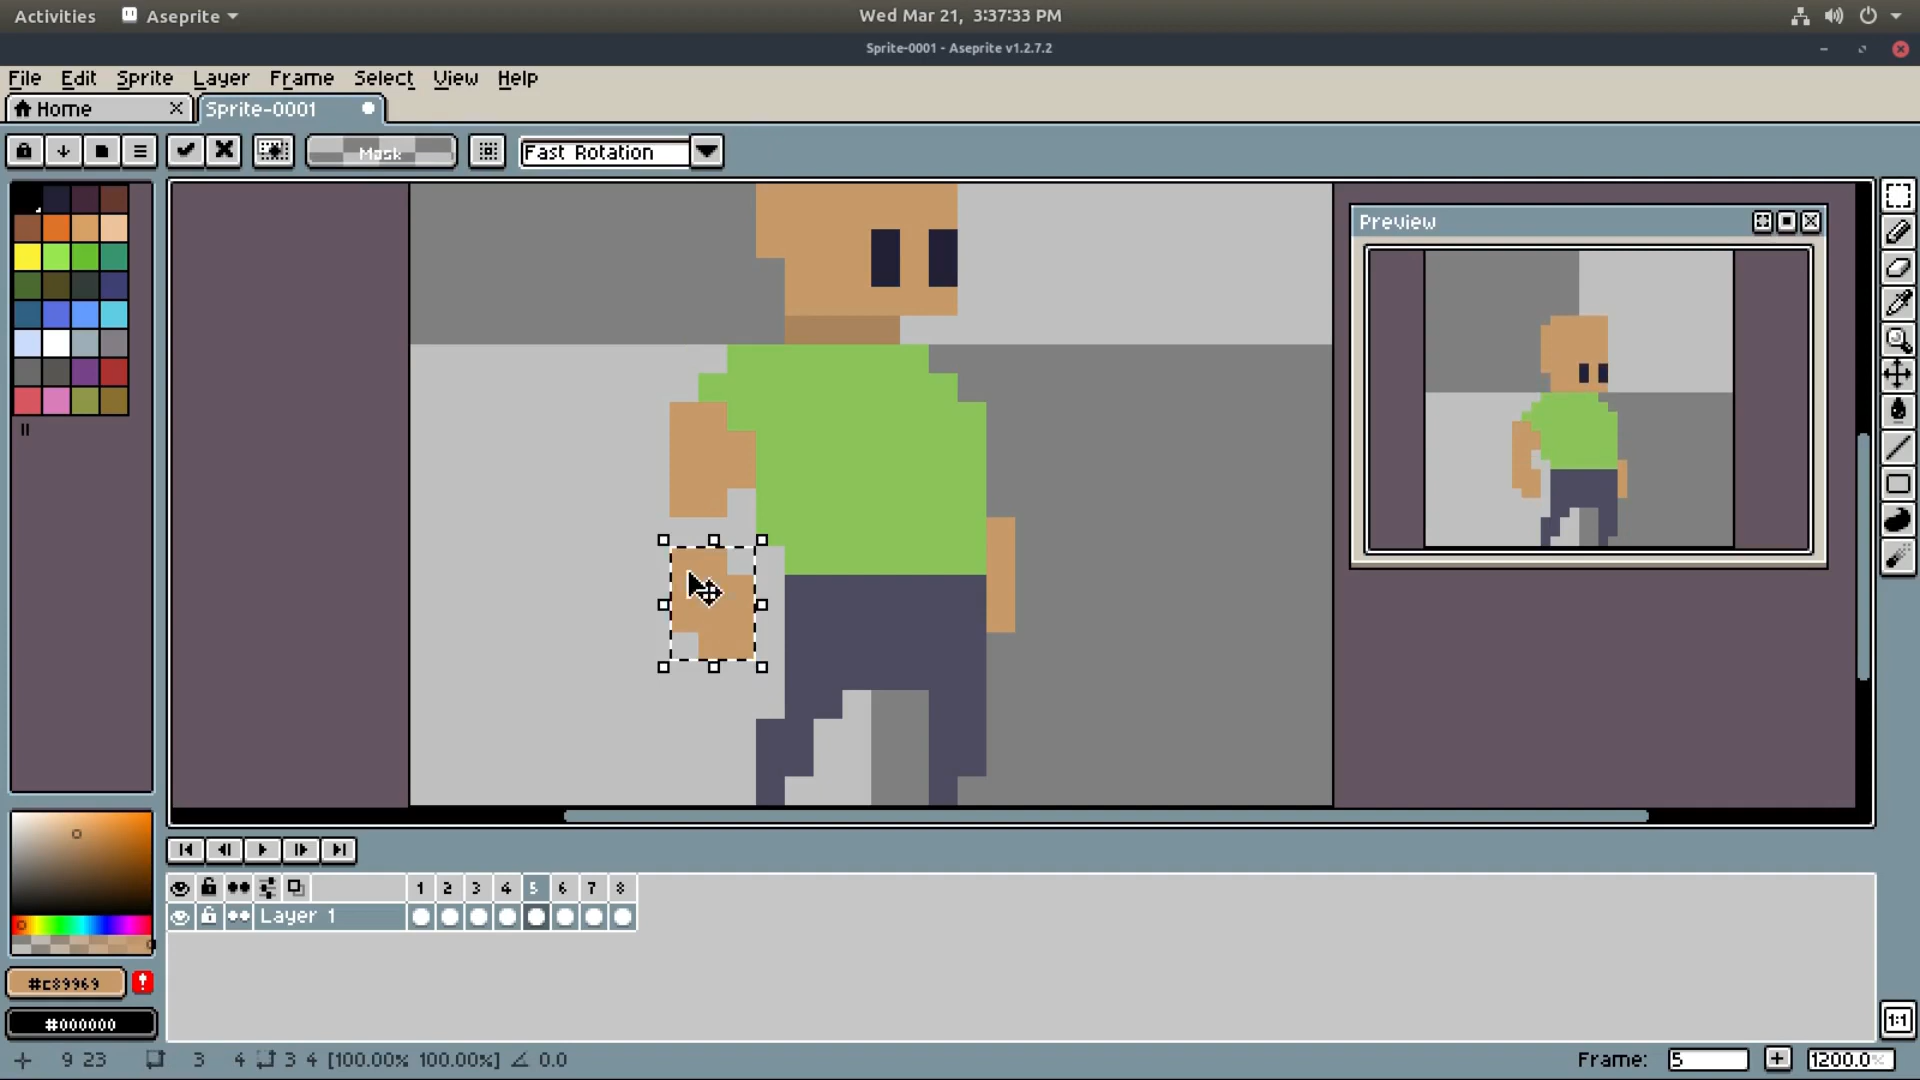 Activities Aseprite Wed Mar 21, 3:37:33 PM
Sprite-0001 - Aseprite v1.2.7.2
File Edit Sprite Layer Frame Select View Help
Home Sprite-0001
Mask Fast Rotation
Preview
1 2 3 4 5 6 7 8
Layer 1
#c89969
#000000
1:1
9 23 3 4 3 4 [100.00% 100.00%] 0.0 Frame: 5 1200.0%